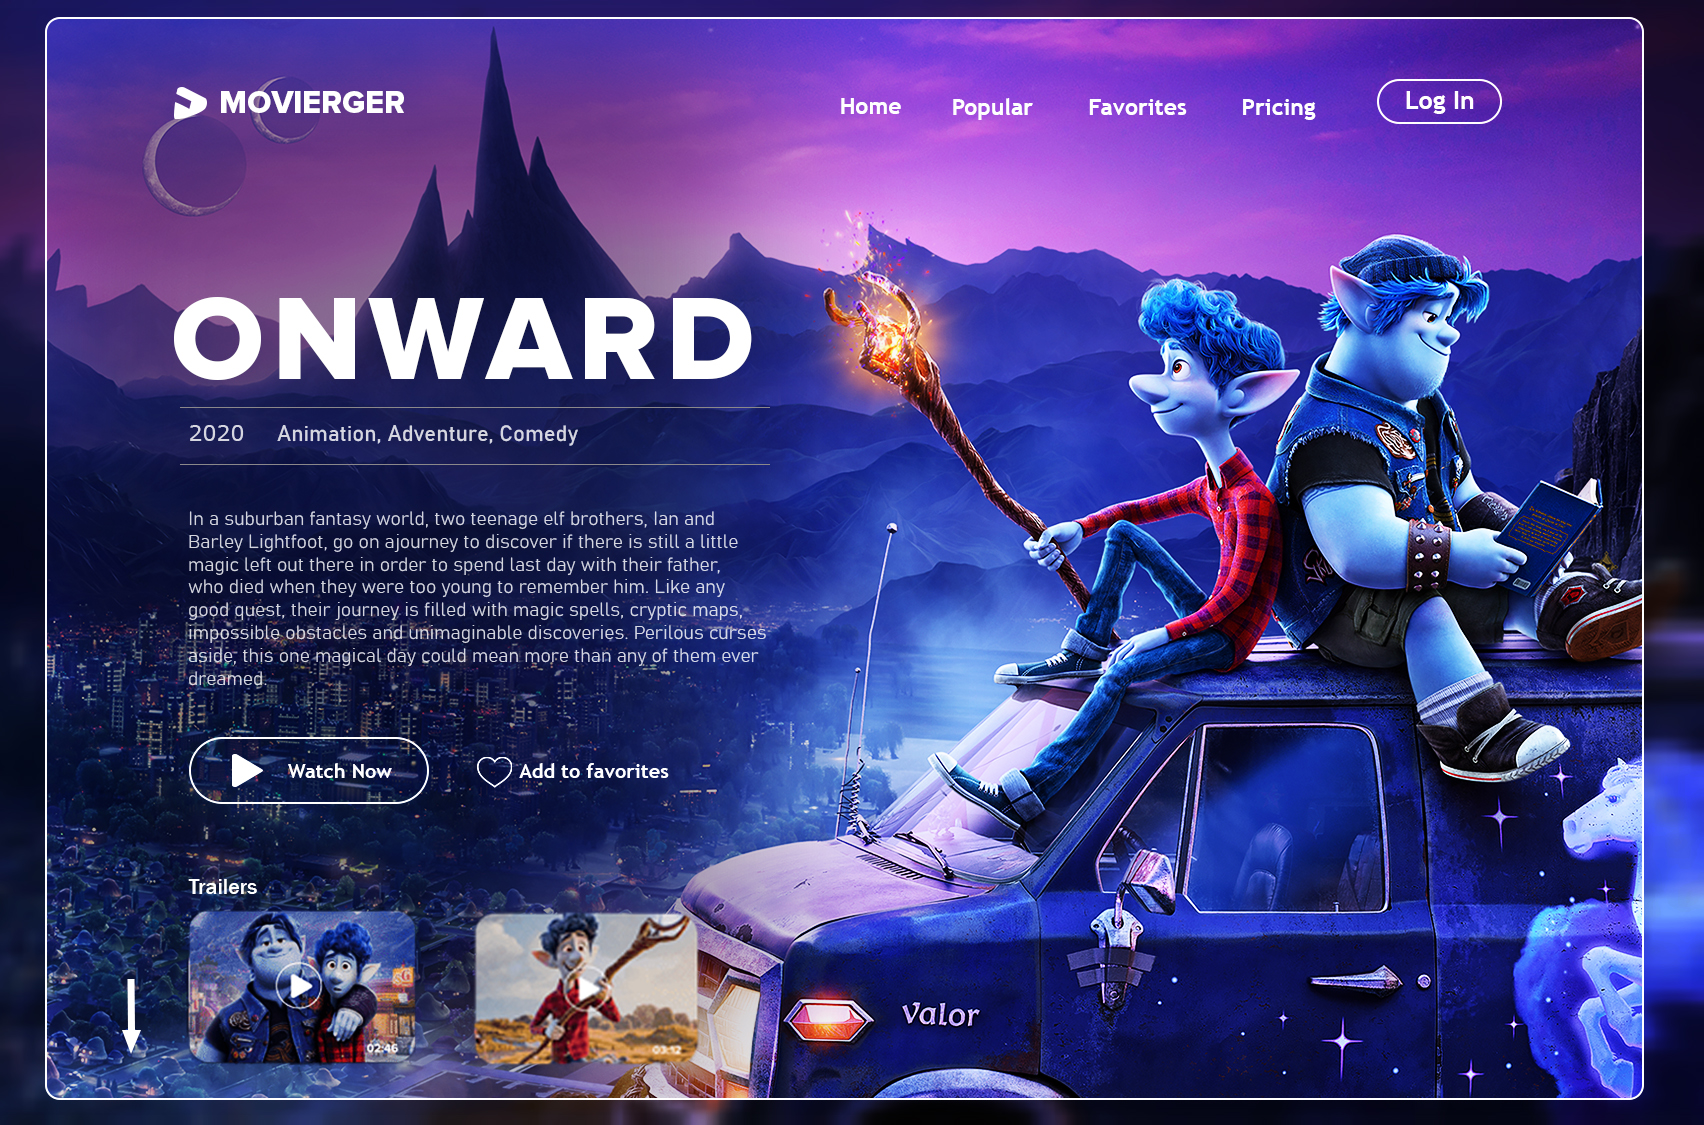 MOVIERGER
Home Popular Favorites Pricing Log In
ONWARD
2020 Animation, Adventure, Comedy
In a suburban fantasy world, two teenage elf brothers, Ian and
Barley Lightfoot, go on ajourney to discover if there is still a little
magic left out there in order to spend last day with their father,
who died when they were too young to remember him. Like any
good quest, their journey is filled with magic spells, cryptic maps,
impossible obstacles and unimaginable discoveries. Perilous curses
aside; this one magical day could mean more than any of them ever
dreamed.
Watch Now Add to favorites
Trailers
02:46 03:12
Valor